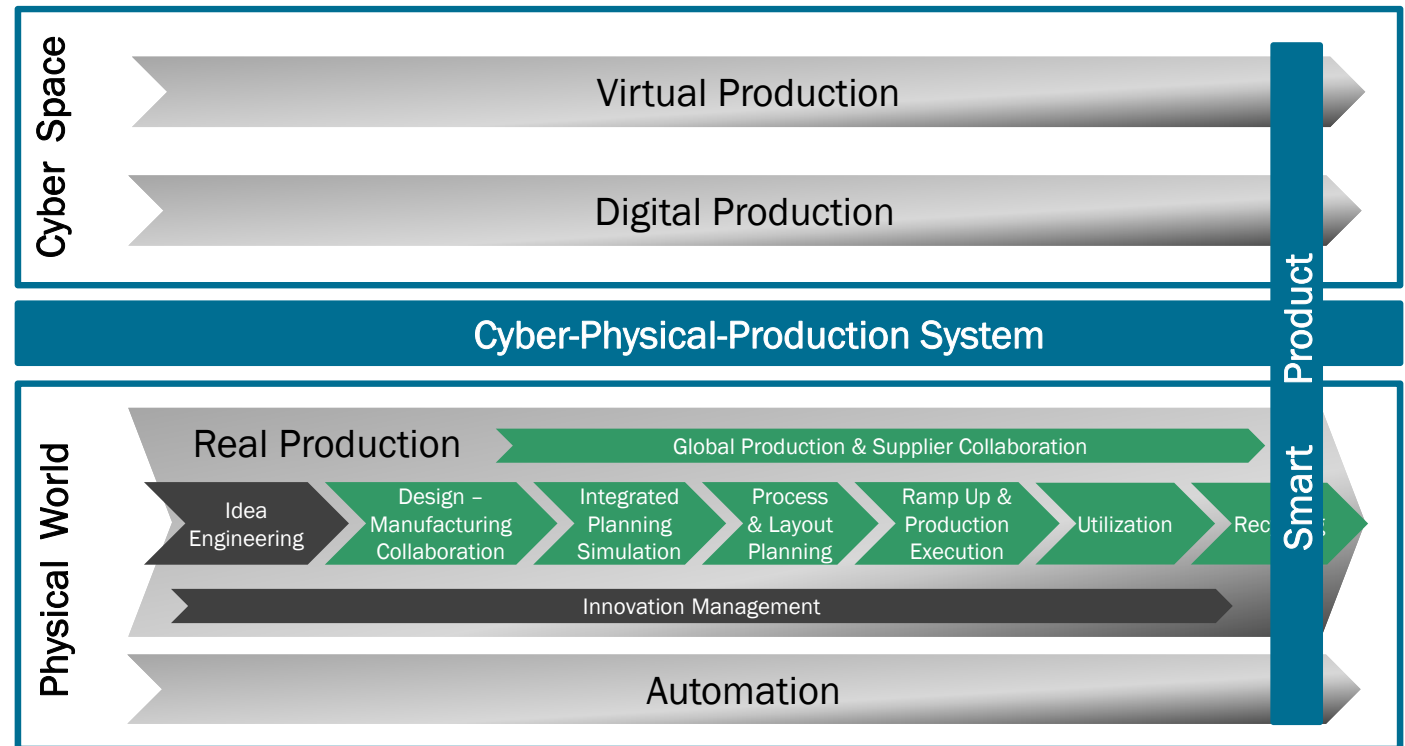 Cyber Space
Virtual Production
Digital Production
Cyber-Physical-Production System
Smart Product
Physical World
Real Production
Global Production & Supplier Collaboration
Idea
Engineering
Design –
Manufacturing
Collaboration
Integrated
Planning
Simulation
Process
& Layout
Planning
Ramp Up &
Production
Execution
Utilization
Innovation Management
Automation